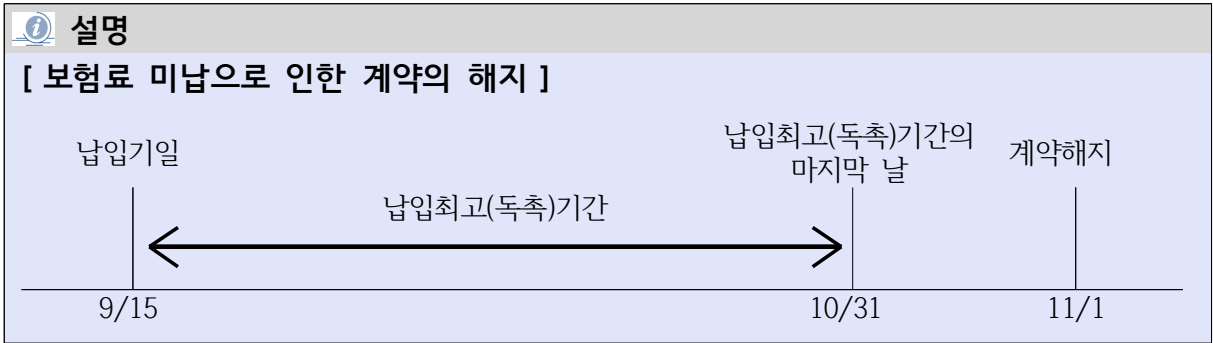 설명
[ 보험료 미납으로 인한 계약의 해지 ]
납입기일
납입최고(독촉)기간의
마지막 날
계약해지
납입최고(독촉)기간
9/15
10/31
11/1